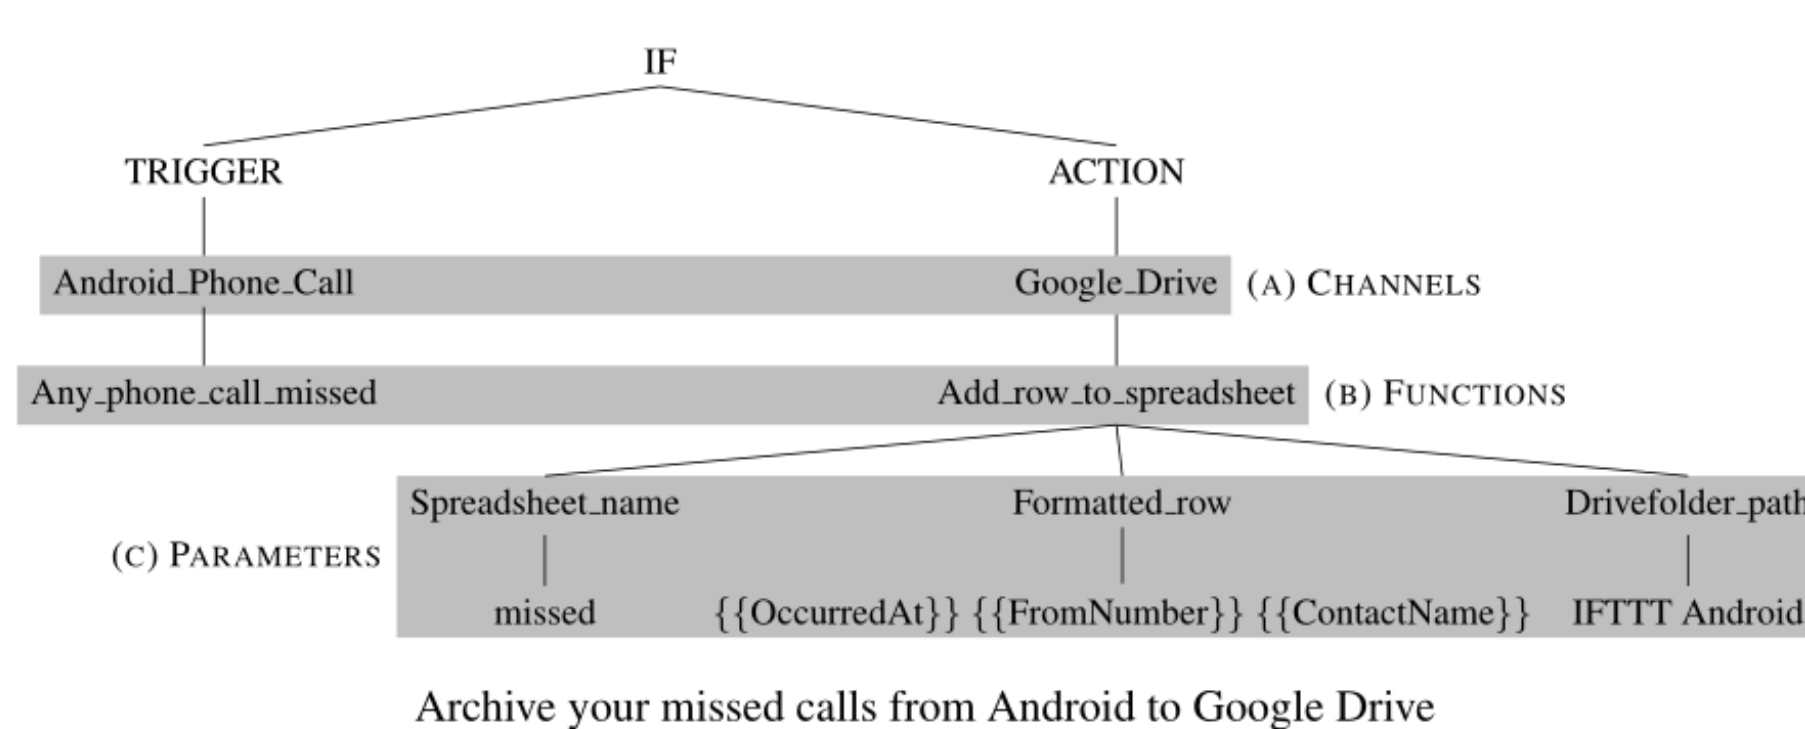 IF
TRIGGER ACTION
Android_Phone_Call Google_Drive (A) CHANNELS
Any_phone_call_missed Add_row_to_spreadsheet (B) FUNCTIONS
Spreadsheet_name Formatted_row Drivefolder_path
(C) PARAMETERS
missed {{OccurredAt}} {{FromNumber}} {{ContactName}} IFTTT Android
Archive your missed calls from Android to Google Drive